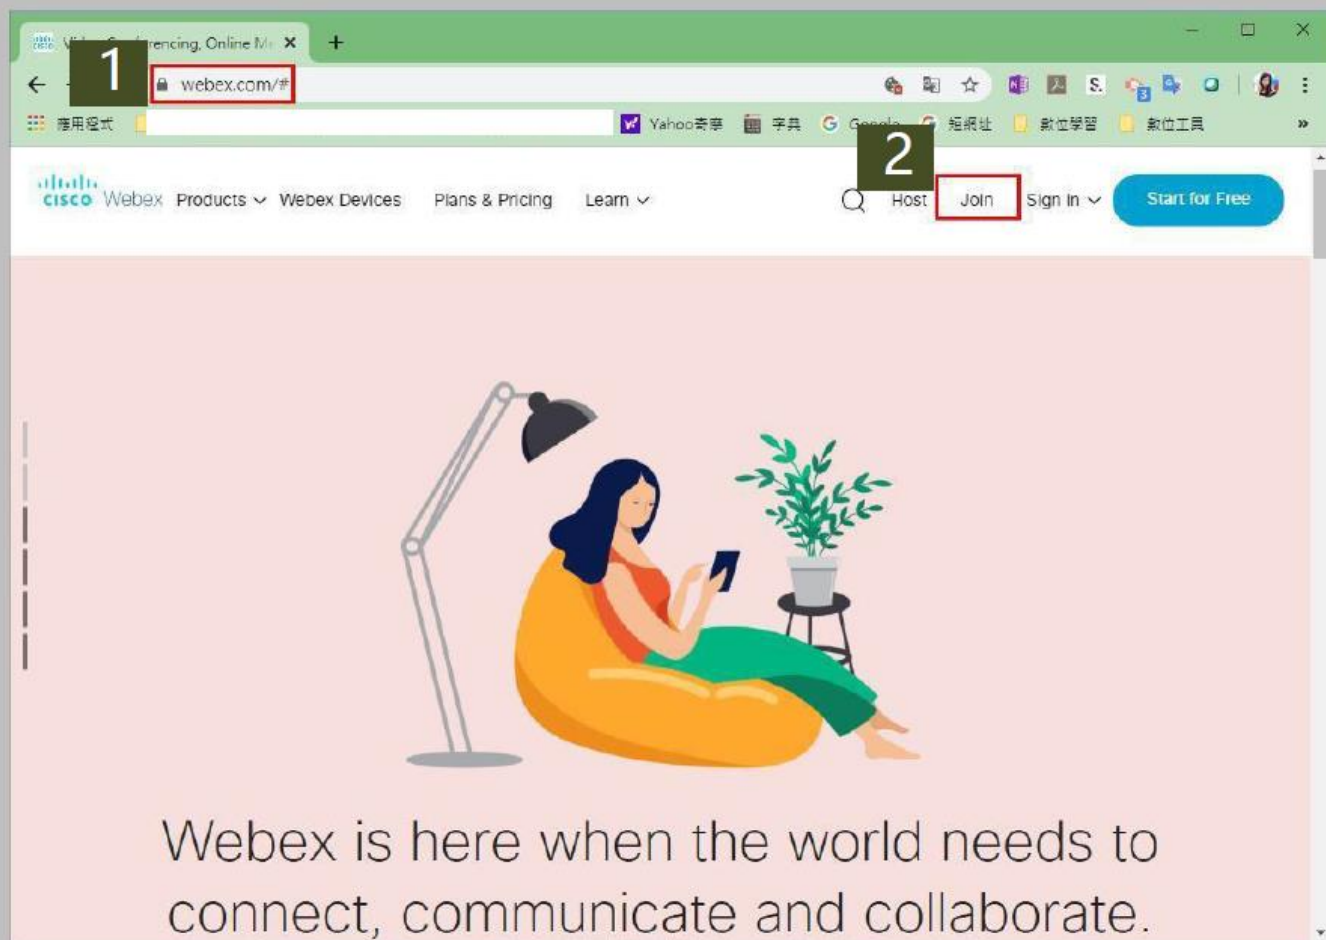 rencing, Online Me
1
webex.com/#
應用程式 Yahoo奇摩 字典 Google 短網址 數位學習 數位工具 »
2
CISCO Webex Products Webex Devices Plans & Pricing Learn Host Join Sign In Start for Free
Webex is here when the world needs to
connect, communicate and collaborate.